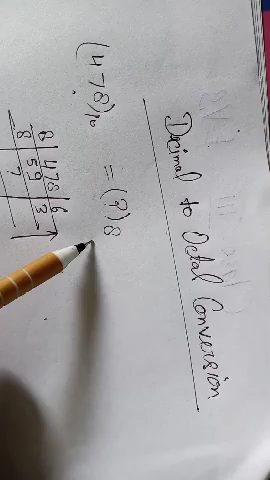 Decimal to Octal Conversion
(478)10 = (?)8
8 | 478 | 6
8 | 59 | 3
7